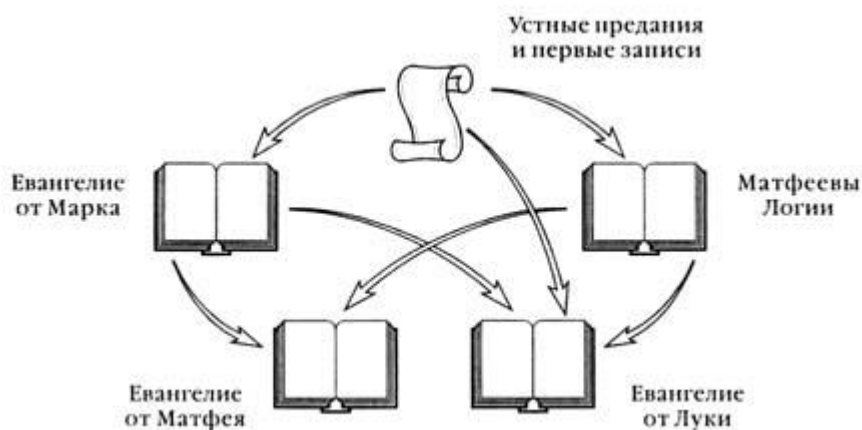 Устные предания
и первые записи
Евангелие
от Марка
Матфеевы
Логии
Евангелие
от Матфея
Евангелие
от Луки